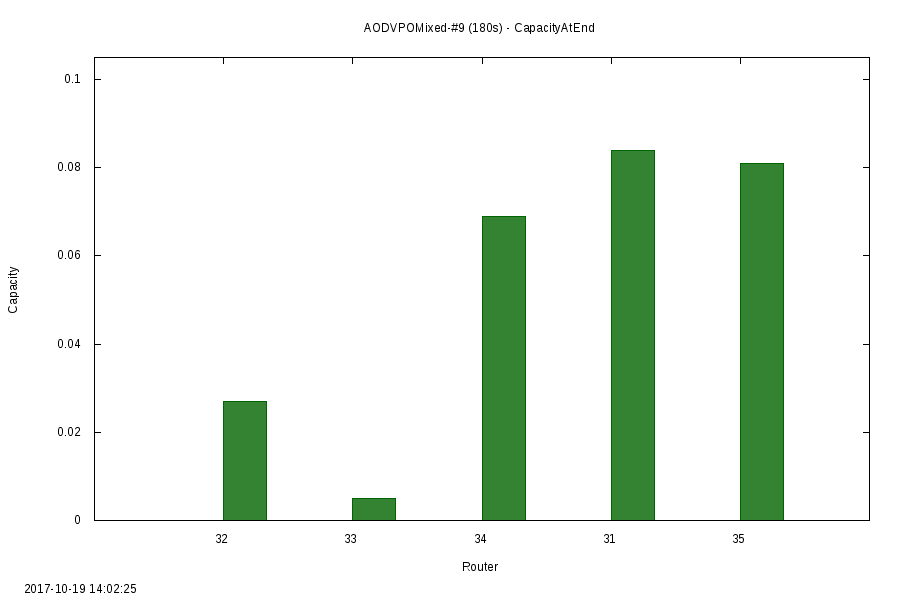 AODVPOMixed-#9 (180s) - CapacityAtEnd
0.1
0.08
0.06
0.04
0.02
0
Capacity
32 33 34 31 35
Router
2017-10-19 14:02:25